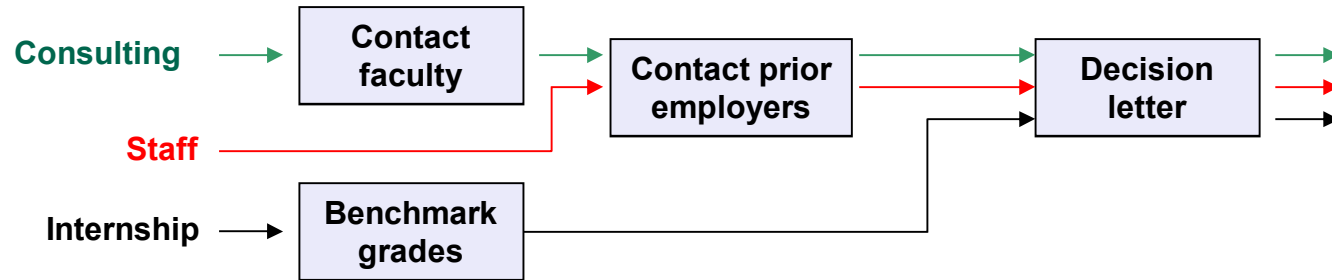 Consulting
Contact
faculty
Contact prior
employers
Decision
letter
Staff
Internship
Benchmark
grades